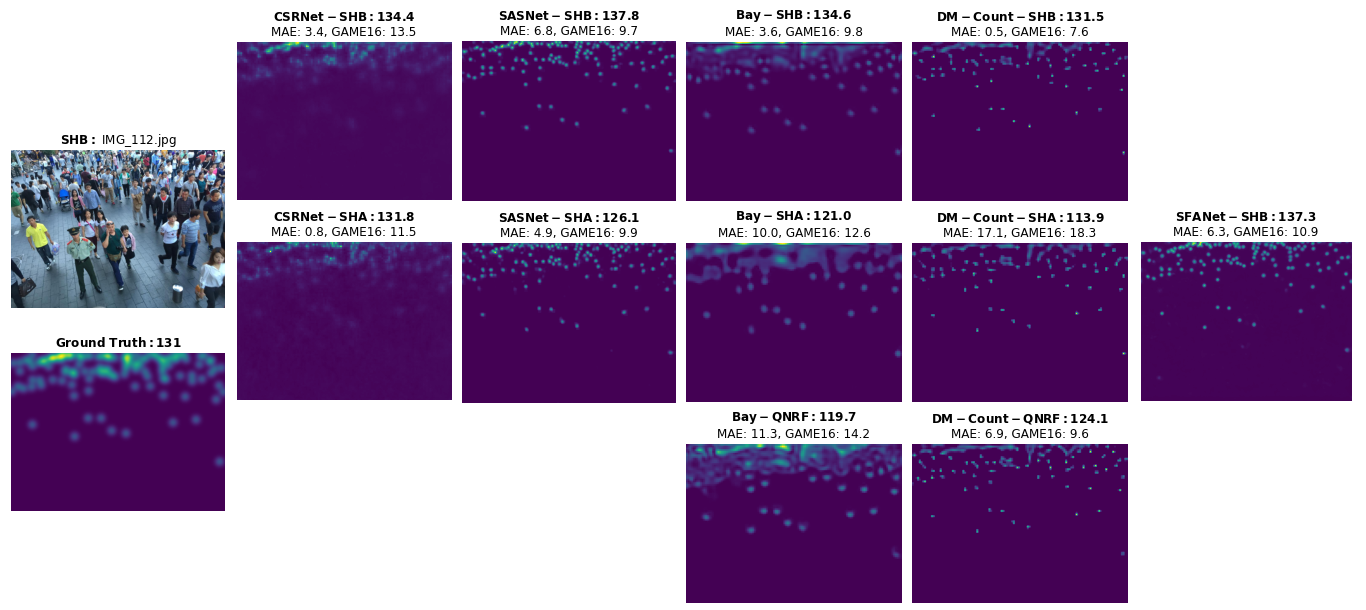 CSRNet-SHB: 134.4
MAE: 3.4, GAME16: 13.5
SASNet-SHB: 137.8
MAE: 6.8, GAME16: 9.7
Bay-SHB: 134.6
MAE: 3.6, GAME16: 9.8
DM-Count-SHB: 131.5
MAE: 0.5, GAME16: 7.6
SHB: IMG_112.jpg
CSRNet-SHA: 131.8
MAE: 0.8, GAME16: 11.5
SASNet-SHA: 126.1
MAE: 4.9, GAME16: 9.9
Bay-SHA: 121.0
MAE: 10.0, GAME16: 12.6
DM-Count-SHA: 113.9
MAE: 17.1, GAME16: 18.3
SFANet-SHB: 137.3
MAE: 6.3, GAME16: 10.9
Ground Truth: 131
Bay-QNRF: 119.7
MAE: 11.3, GAME16: 14.2
DM-Count-QNRF: 124.1
MAE: 6.9, GAME16: 9.6